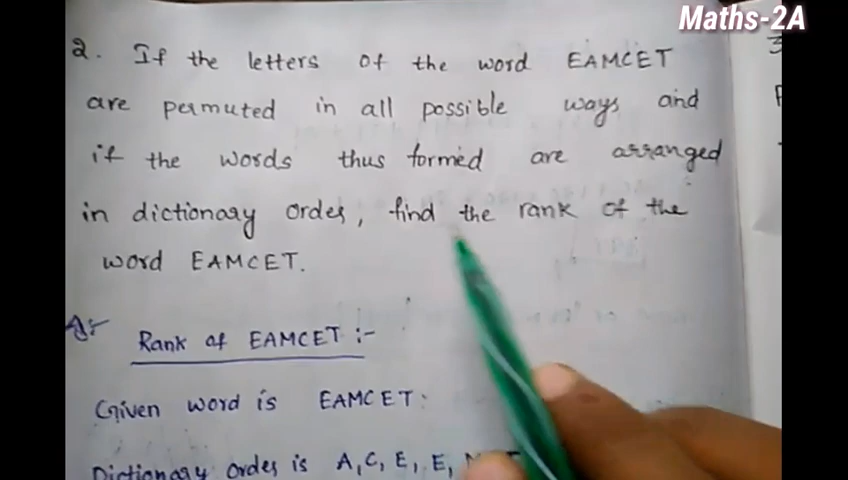 Maths-2A
2. If the letters of the word EAMCET
are permuted in all possible ways and
if the words thus formed are arranged
in dictionary order, find the rank of the
word EAMCET.
Rank of EAMCET :-
Given word is EAMCET:
Dictionary order is A, C, E, E,